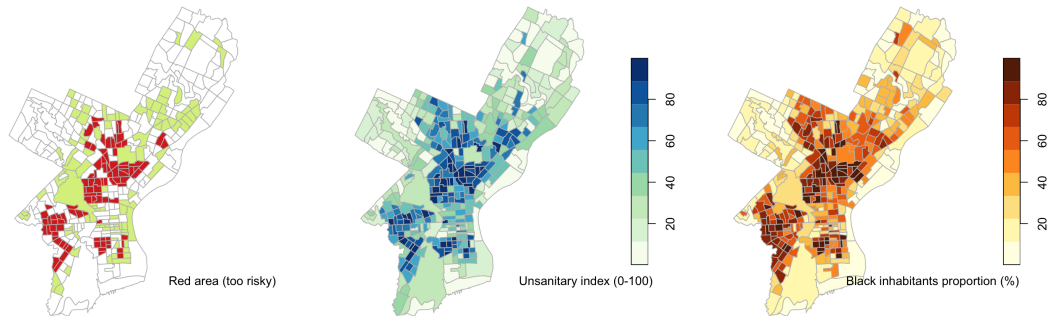 80
60
40
20
80
60
40
20
Red area (too risky)
Unsanitary index (0-100)
Black inhabitants proportion (%)